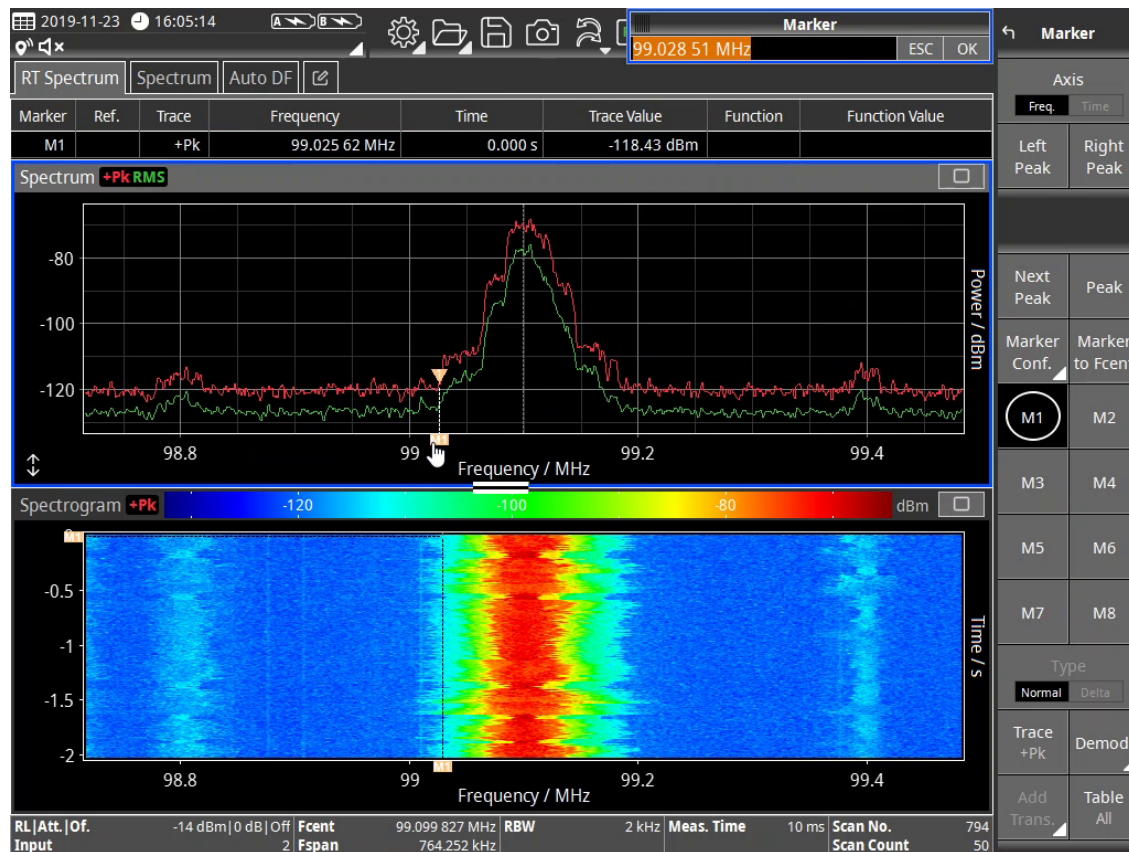 2019-11-23 16:05:14 A B
Marker
99.028 51 MHz ESC OK
Marker
RT Spectrum Spectrum Auto DF
Axis
Freq. Time
Marker Ref. Trace Frequency Time Trace Value Function Function Value
M1 +Pk 99.025 62 MHz 0.000 s -118.43 dBm
Left Peak
Right Peak
Spectrum +Pk RMS
-80
-100
-120
Power / dBm
98.8 99 99.2 99.4
M1
Frequency / MHz
Next Peak
Peak
Marker Conf.
Marker to Fcent
M1 M2
M3 M4
M5 M6
M7 M8
Type
Normal Delta
Trace +Pk
Demod
Add Trans.
Table All
Spectrogram +Pk -120 -100 -80 dBm
M1
-0.5
-1
-1.5
-2
Time / s
M1
98.8 99 99.2 99.4
Frequency / MHz
RL|Att.|Of. -14 dBm|0 dB|Off Fcent 99.099 827 MHz RBW 2 kHz Meas. Time 10 ms Scan No. 794
Input 2 Fspan 764.252 kHz Scan Count 50